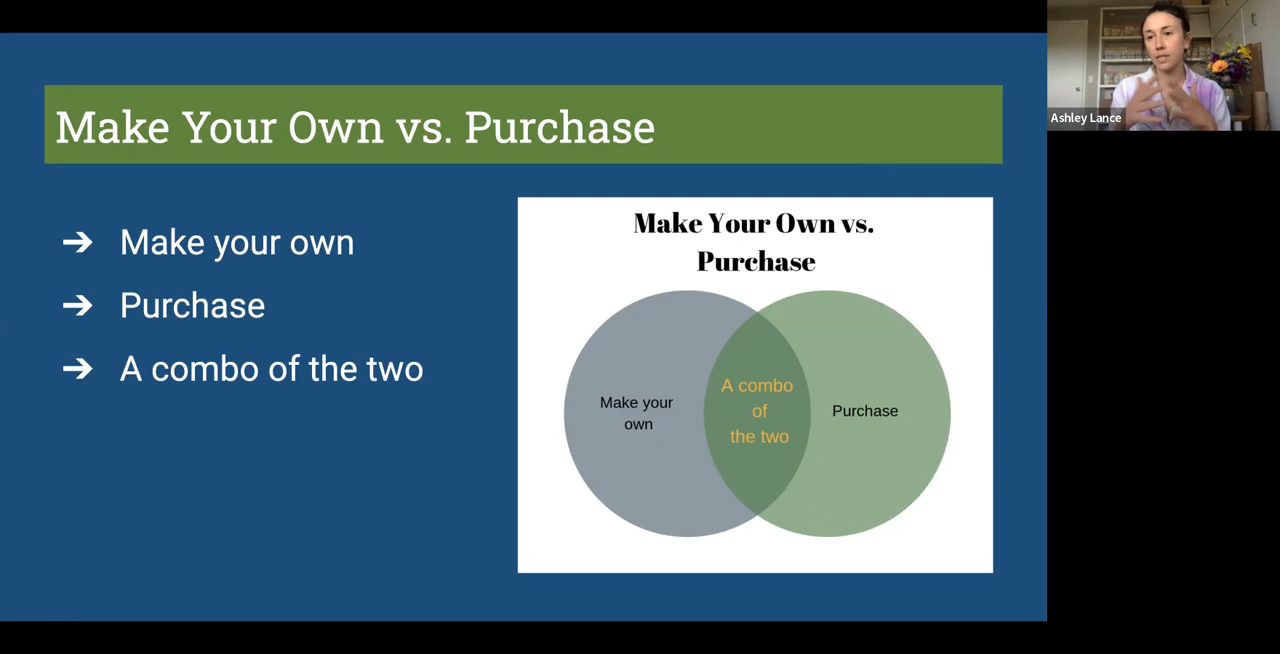 Make Your Own vs. Purchase
➔ Make your own
➔ Purchase
➔ A combo of the two
Make Your Own vs.
Purchase
Make your
own
A combo
of
the two
Purchase
Ashley Lance